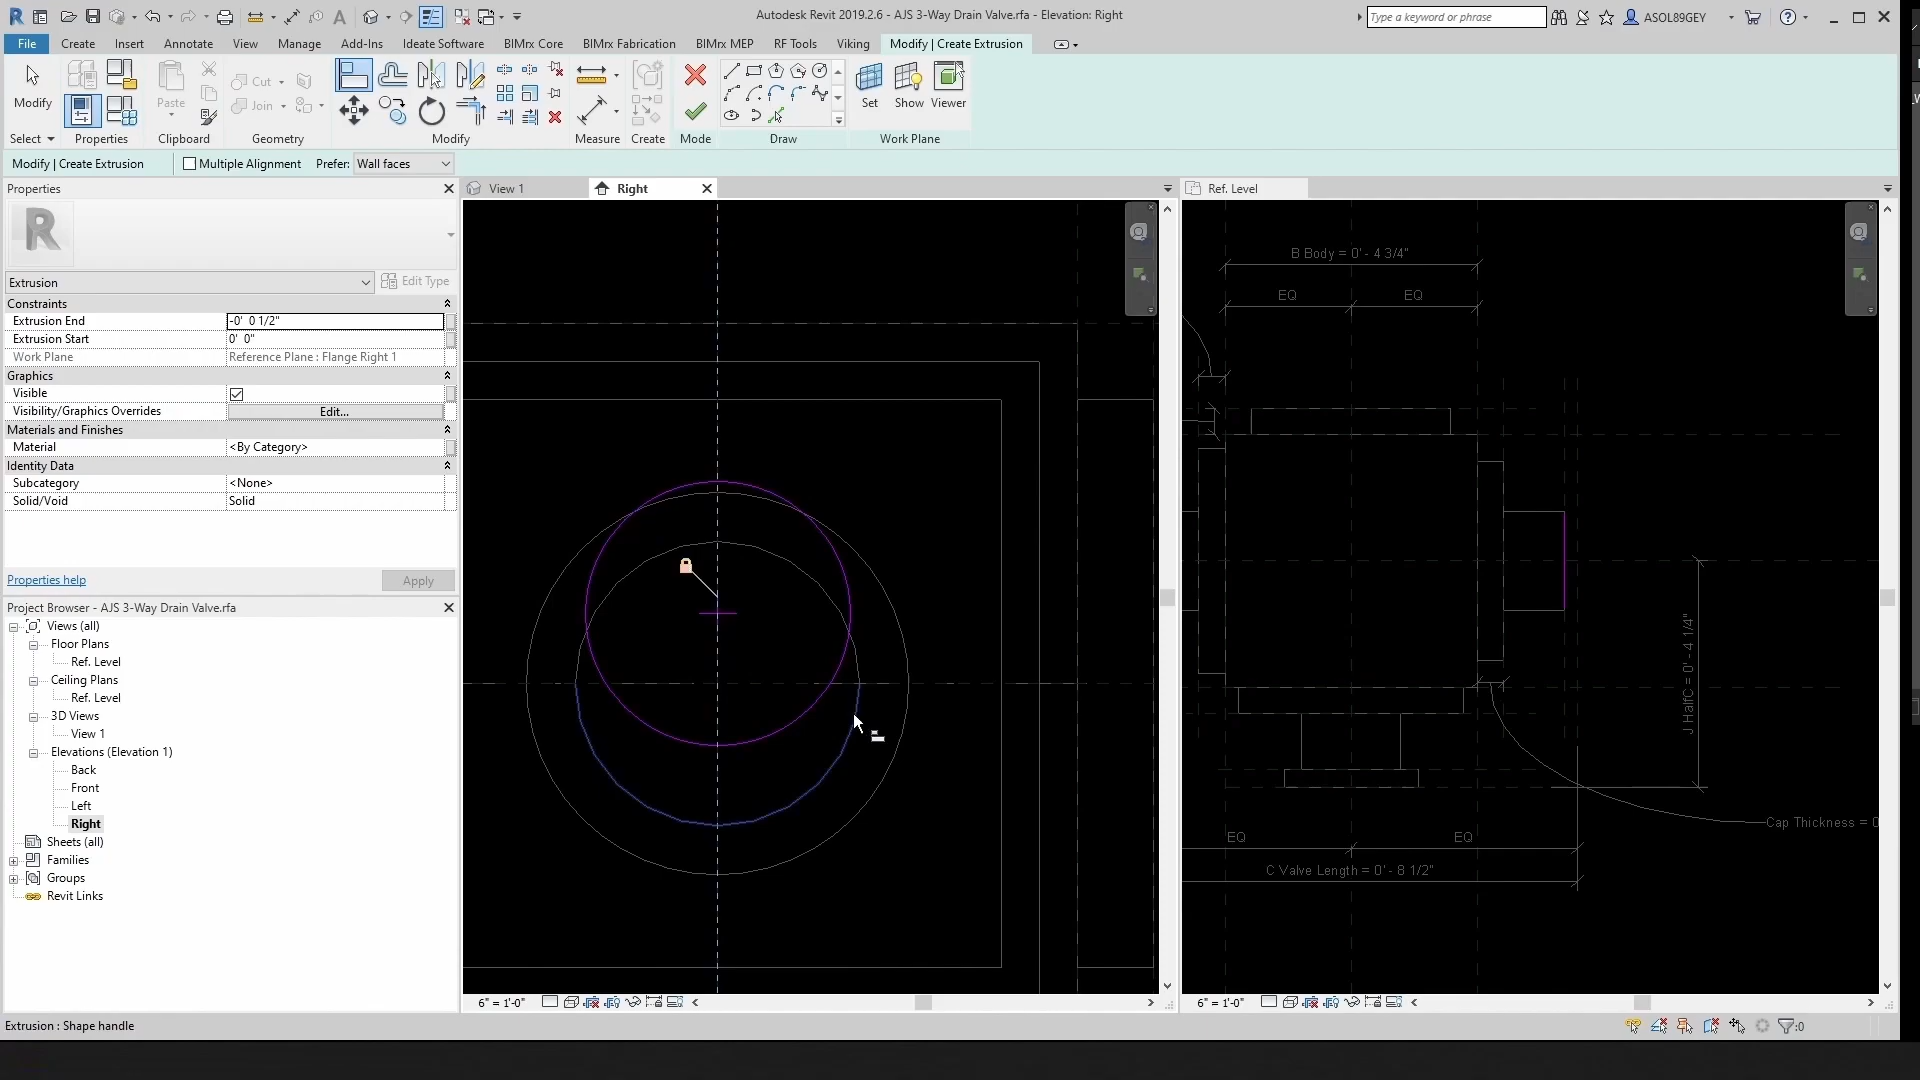 Autodesk Revit 2019.2.6 - AJS 3-Way Drain Valve.rfa - Elevation: Right
Type a keyword or phrase
ASOL89GEY
File Create Insert Annotate View Manage Add-Ins Ideate Software BIMrx Core BIMrx Fabrication BIMrx MEP RF Tools Viking Modify | Create Extrusion
Modify
Paste
Cut
Join
Set Show Viewer
Select Properties Clipboard Geometry Modify Measure Create Mode Draw Work Plane
Modify | Create Extrusion Multiple Alignment Prefer: Wall faces
Properties
View 1
Right
Ref. Level
R
Extrusion
Edit Type
Constraints
Extrusion End -0' 0 1/2"
Extrusion Start 0' 0"
Work Plane Reference Plane : Flange Right 1
Graphics
Visible
Visibility/Graphics Overrides Edit...
Materials and Finishes
Material <By Category>
Identity Data
Subcategory <None>
Solid/Void Solid
Properties help
Apply
Project Browser - AJS 3-Way Drain Valve.rfa
Views (all)
Floor Plans
Ref. Level
Ceiling Plans
Ref. Level
3D Views
View 1
Elevations (Elevation 1)
Back
Front
Left
Right
Sheets (all)
Families
Groups
Revit Links
B Body = 0' - 4 3/4"
EQ EQ
J HalfC = 0' - 4 1/4"
Cap Thickness = 0
EQ EQ
C Valve Length = 0' - 8 1/2"
6" = 1'-0"
6" = 1'-0"
Extrusion : Shape handle
:0